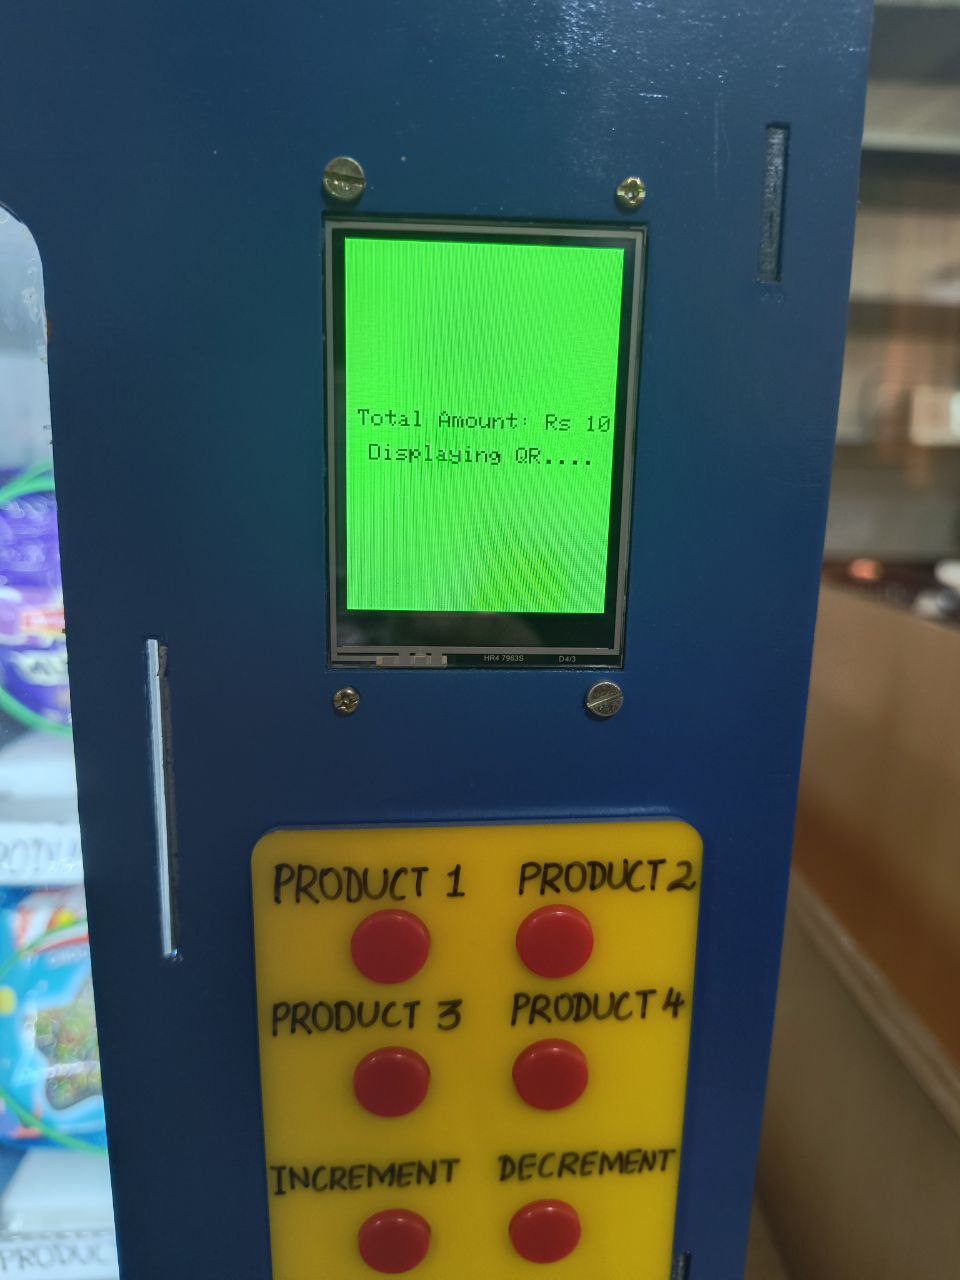 Total Amount: Rs 10
Displaying QR....
HR4 7963S D4/3
PRODUCT 1 PRODUCT 2
PRODUCT 3 PRODUCT 4
INCREMENT DECREMENT
PRODUC